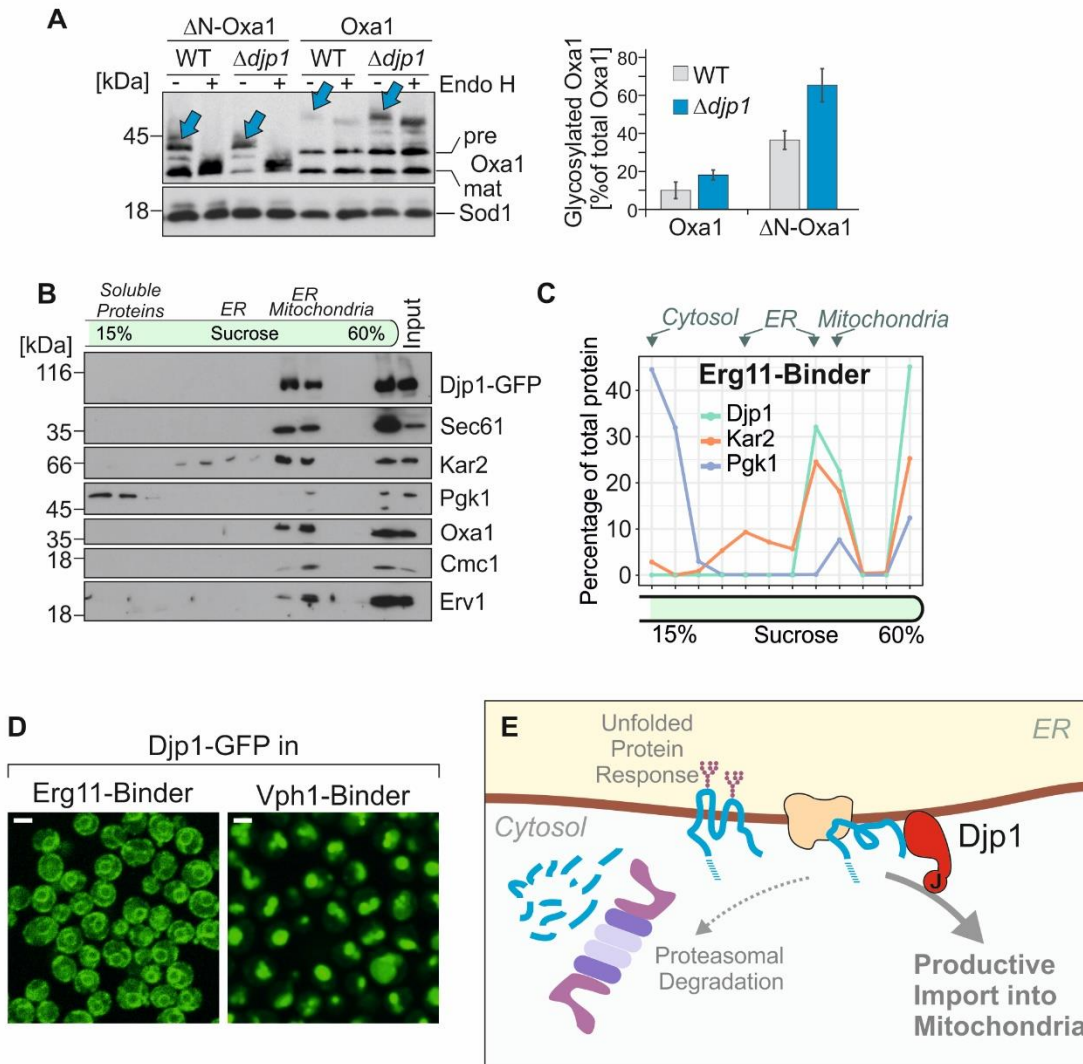 A
ΔN-Oxa1 Oxa1
WT Δdjp1 WT Δdjp1
[kDa]
- + - + - + - + Endo H
45
pre
Oxa1
mat
18
Sod1
Glycosylated Oxa1
[%of total Oxa1]
80
60
40
20
0
WT
Δdjp1
Oxa1 ΔN-Oxa1
B
Soluble
Proteins
ER
ER
Mitochondria
Input
15% Sucrose 60%
[kDa]
116
Djp1-GFP
35
Sec61
66
Kar2
45
Pgk1
35
Oxa1
18
Cmc1
18
Erv1
C
Cytosol ER Mitochondria
Erg11-Binder
Djp1
Kar2
Pgk1
Percentage of total protein
40
30
20
10
0
15% Sucrose 60%
D
Djp1-GFP in
Erg11-Binder Vph1-Binder
E
ER
Unfolded
Protein
Response
Cytosol
Djp1
J
Proteasomal
Degradation
Productive
Import into
Mitochondria